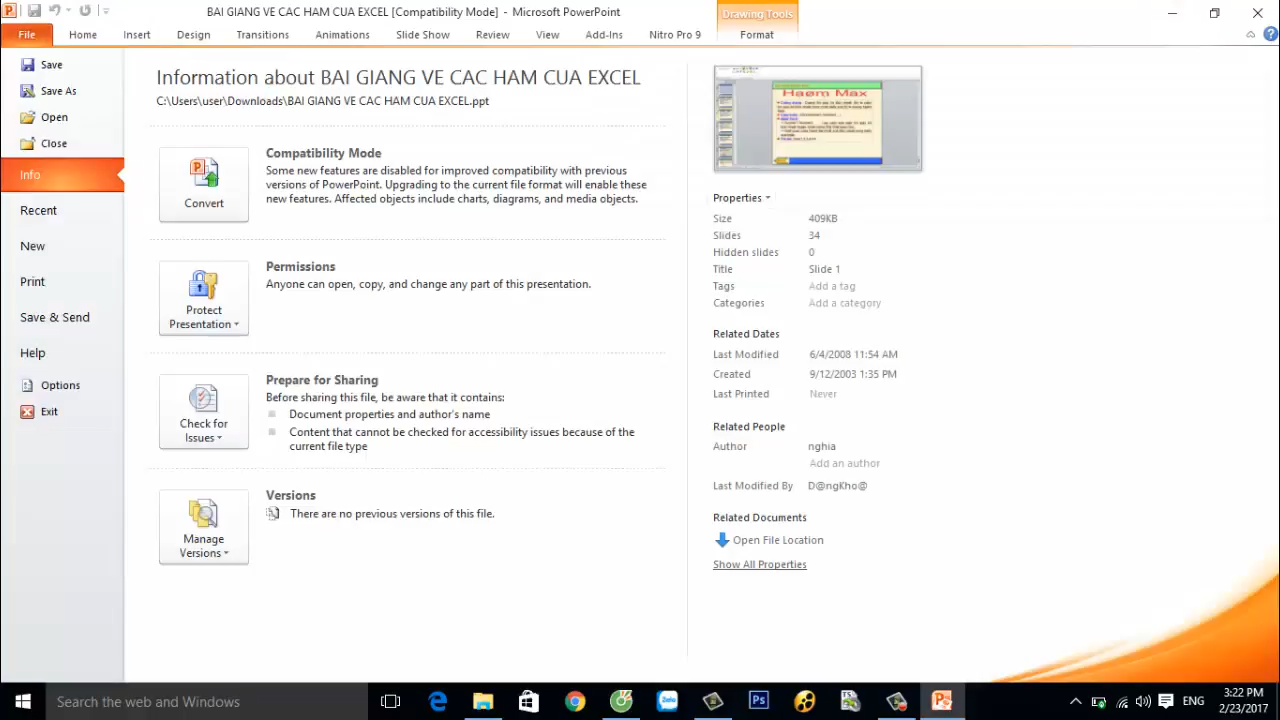 BAI GIANG VE CAC HAM CUA EXCEL [Compatibility Mode] - Microsoft PowerPoint
Drawing Tools
File Home Insert Design Transitions Animations Slide Show Review View Add-Ins Nitro Pro 9 Format
Save
Save As
Open
Close
Info
Recent
New
Print
Save & Send
Help
Options
Exit
Information about BAI GIANG VE CAC HAM CUA EXCEL
C:\Users\user\Downloads\BAI GIANG VE CAC HAM CUA EXCEL.ppt
Convert
Compatibility Mode
Some new features are disabled for improved compatibility with previous
versions of PowerPoint. Upgrading to the current file format will enable these
new features. Affected objects include charts, diagrams, and media objects.
Protect
Presentation
Permissions
Anyone can open, copy, and change any part of this presentation.
Check for
Issues
Prepare for Sharing
Before sharing this file, be aware that it contains:
Document properties and author's name
Content that cannot be checked for accessibility issues because of the
current file type
Manage
Versions
Versions
There are no previous versions of this file.
Haøm Max
Properties
Size 409KB
Slides 34
Hidden slides 0
Title Slide 1
Tags Add a tag
Categories Add a category
Related Dates
Last Modified 6/4/2008 11:54 AM
Created 9/12/2003 1:35 PM
Last Printed Never
Related People
Author nghia
Add an author
Last Modified By D@ngKho@
Related Documents
Open File Location
Show All Properties
Search the web and Windows
Zalo
Ps
ENG
3:22 PM
2/23/2017